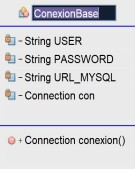 ConexionBase
- String USER
- String PASSWORD
- String URL_MYSQL
- Connection con
+ Connection conexion()